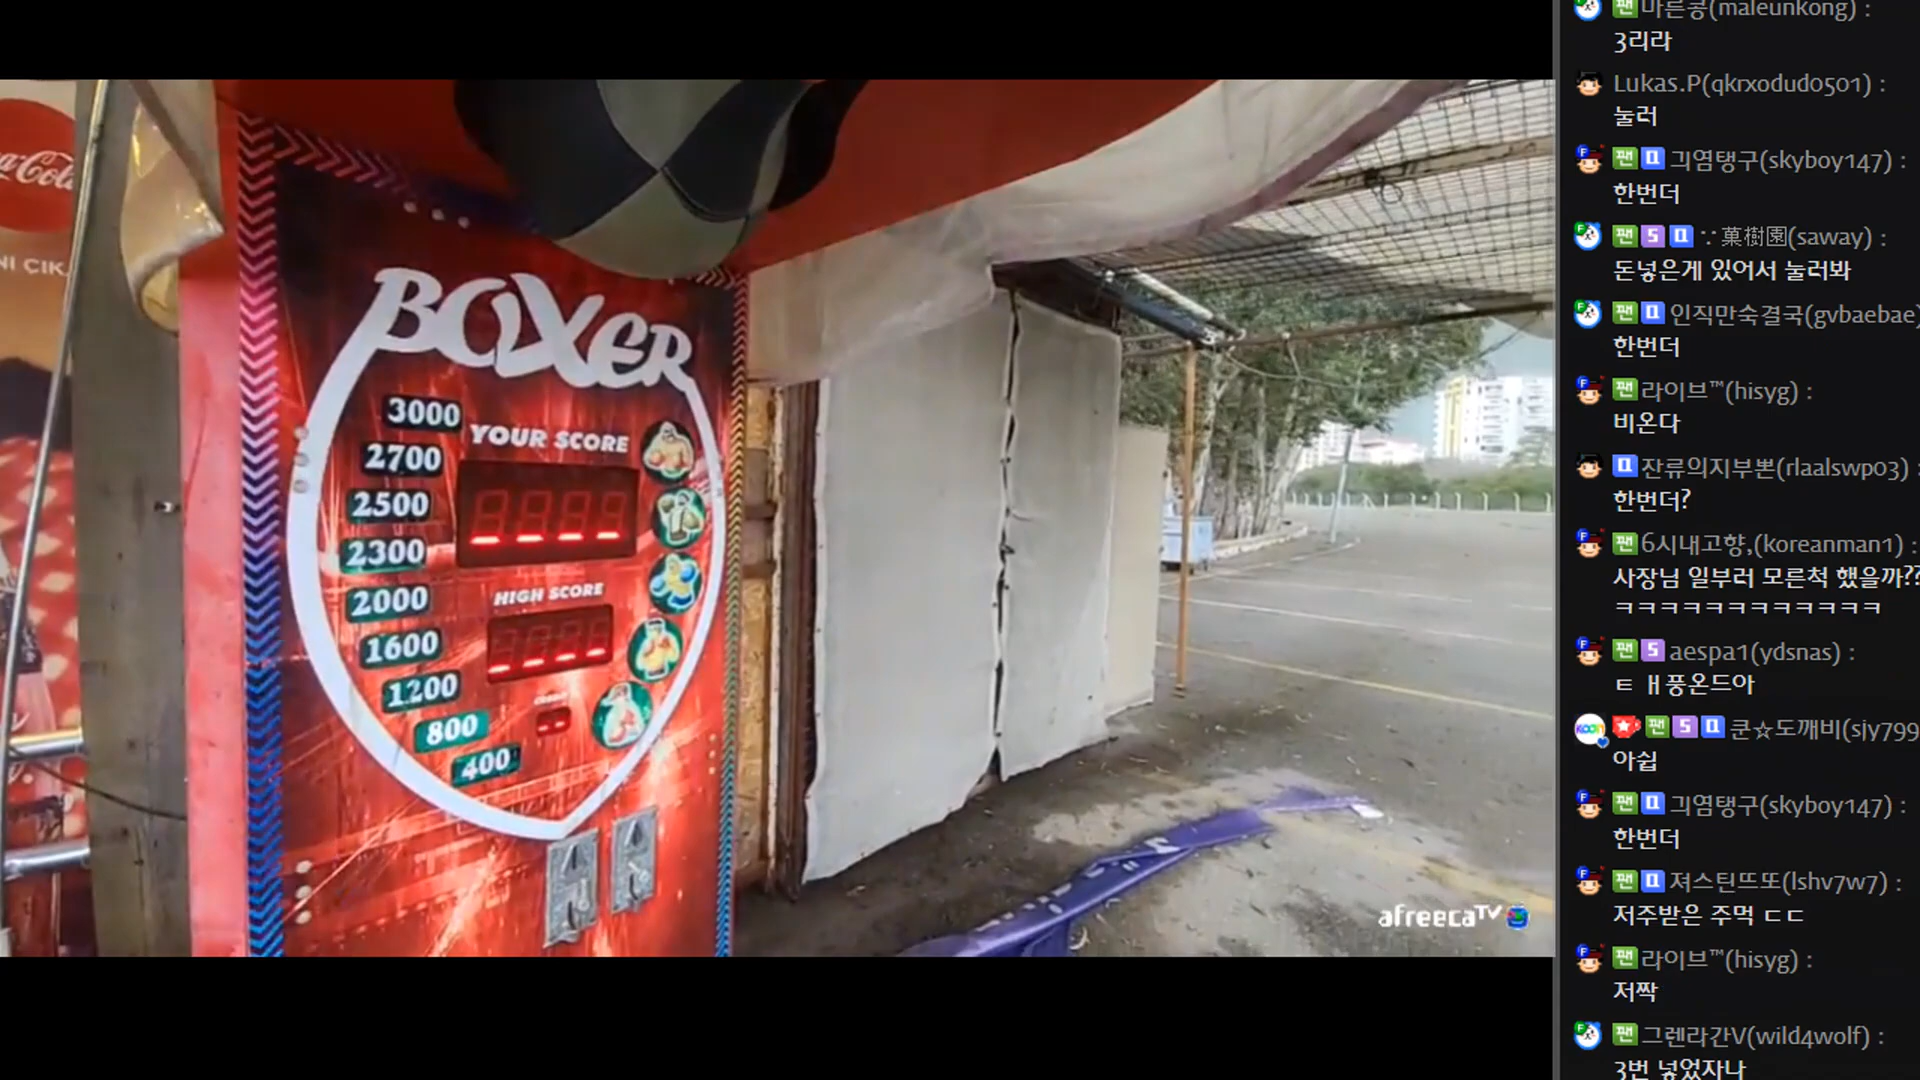 BOXER
3000
YOUR SCORE
2700
2500
2300
2000
HIGH SCORE
1600
1200
800
400
afreecaTV
팬 마른콩(maleunkong) :
3리라
Lukas.P(qkrxodud0501) :
눌러
팬 긔염탱구(skyboy147) :
한번더
팬 S ∵菓樹園(saway) :
돈넣은게 있어서 눌러봐
팬 인직만숙결국(gvbaebae)
한번더
팬 라이브™(hisyg) :
비온다
잔류의지부뽄(rlaalswp03) :
한번더?
팬 6시내고향,(koreanman1) :
사장님 일부러 모른척 했을까??
ㅋㅋㅋㅋㅋㅋㅋㅋㅋㅋㅋㅋ
팬 S aespa1(ydsnas) :
ㅌ ㅐ풍온드아
팬 S 쿤☆도깨비(sjy799
아쉽
팬 긔염탱구(skyboy147) :
한번더
팬 져스틴뜨또(lshv7w7) :
저주받은 주먹 ㄷㄷ
팬 라이브™(hisyg) :
저짝
팬 그렌라간V(wild4wolf) :
3번 넣었자나